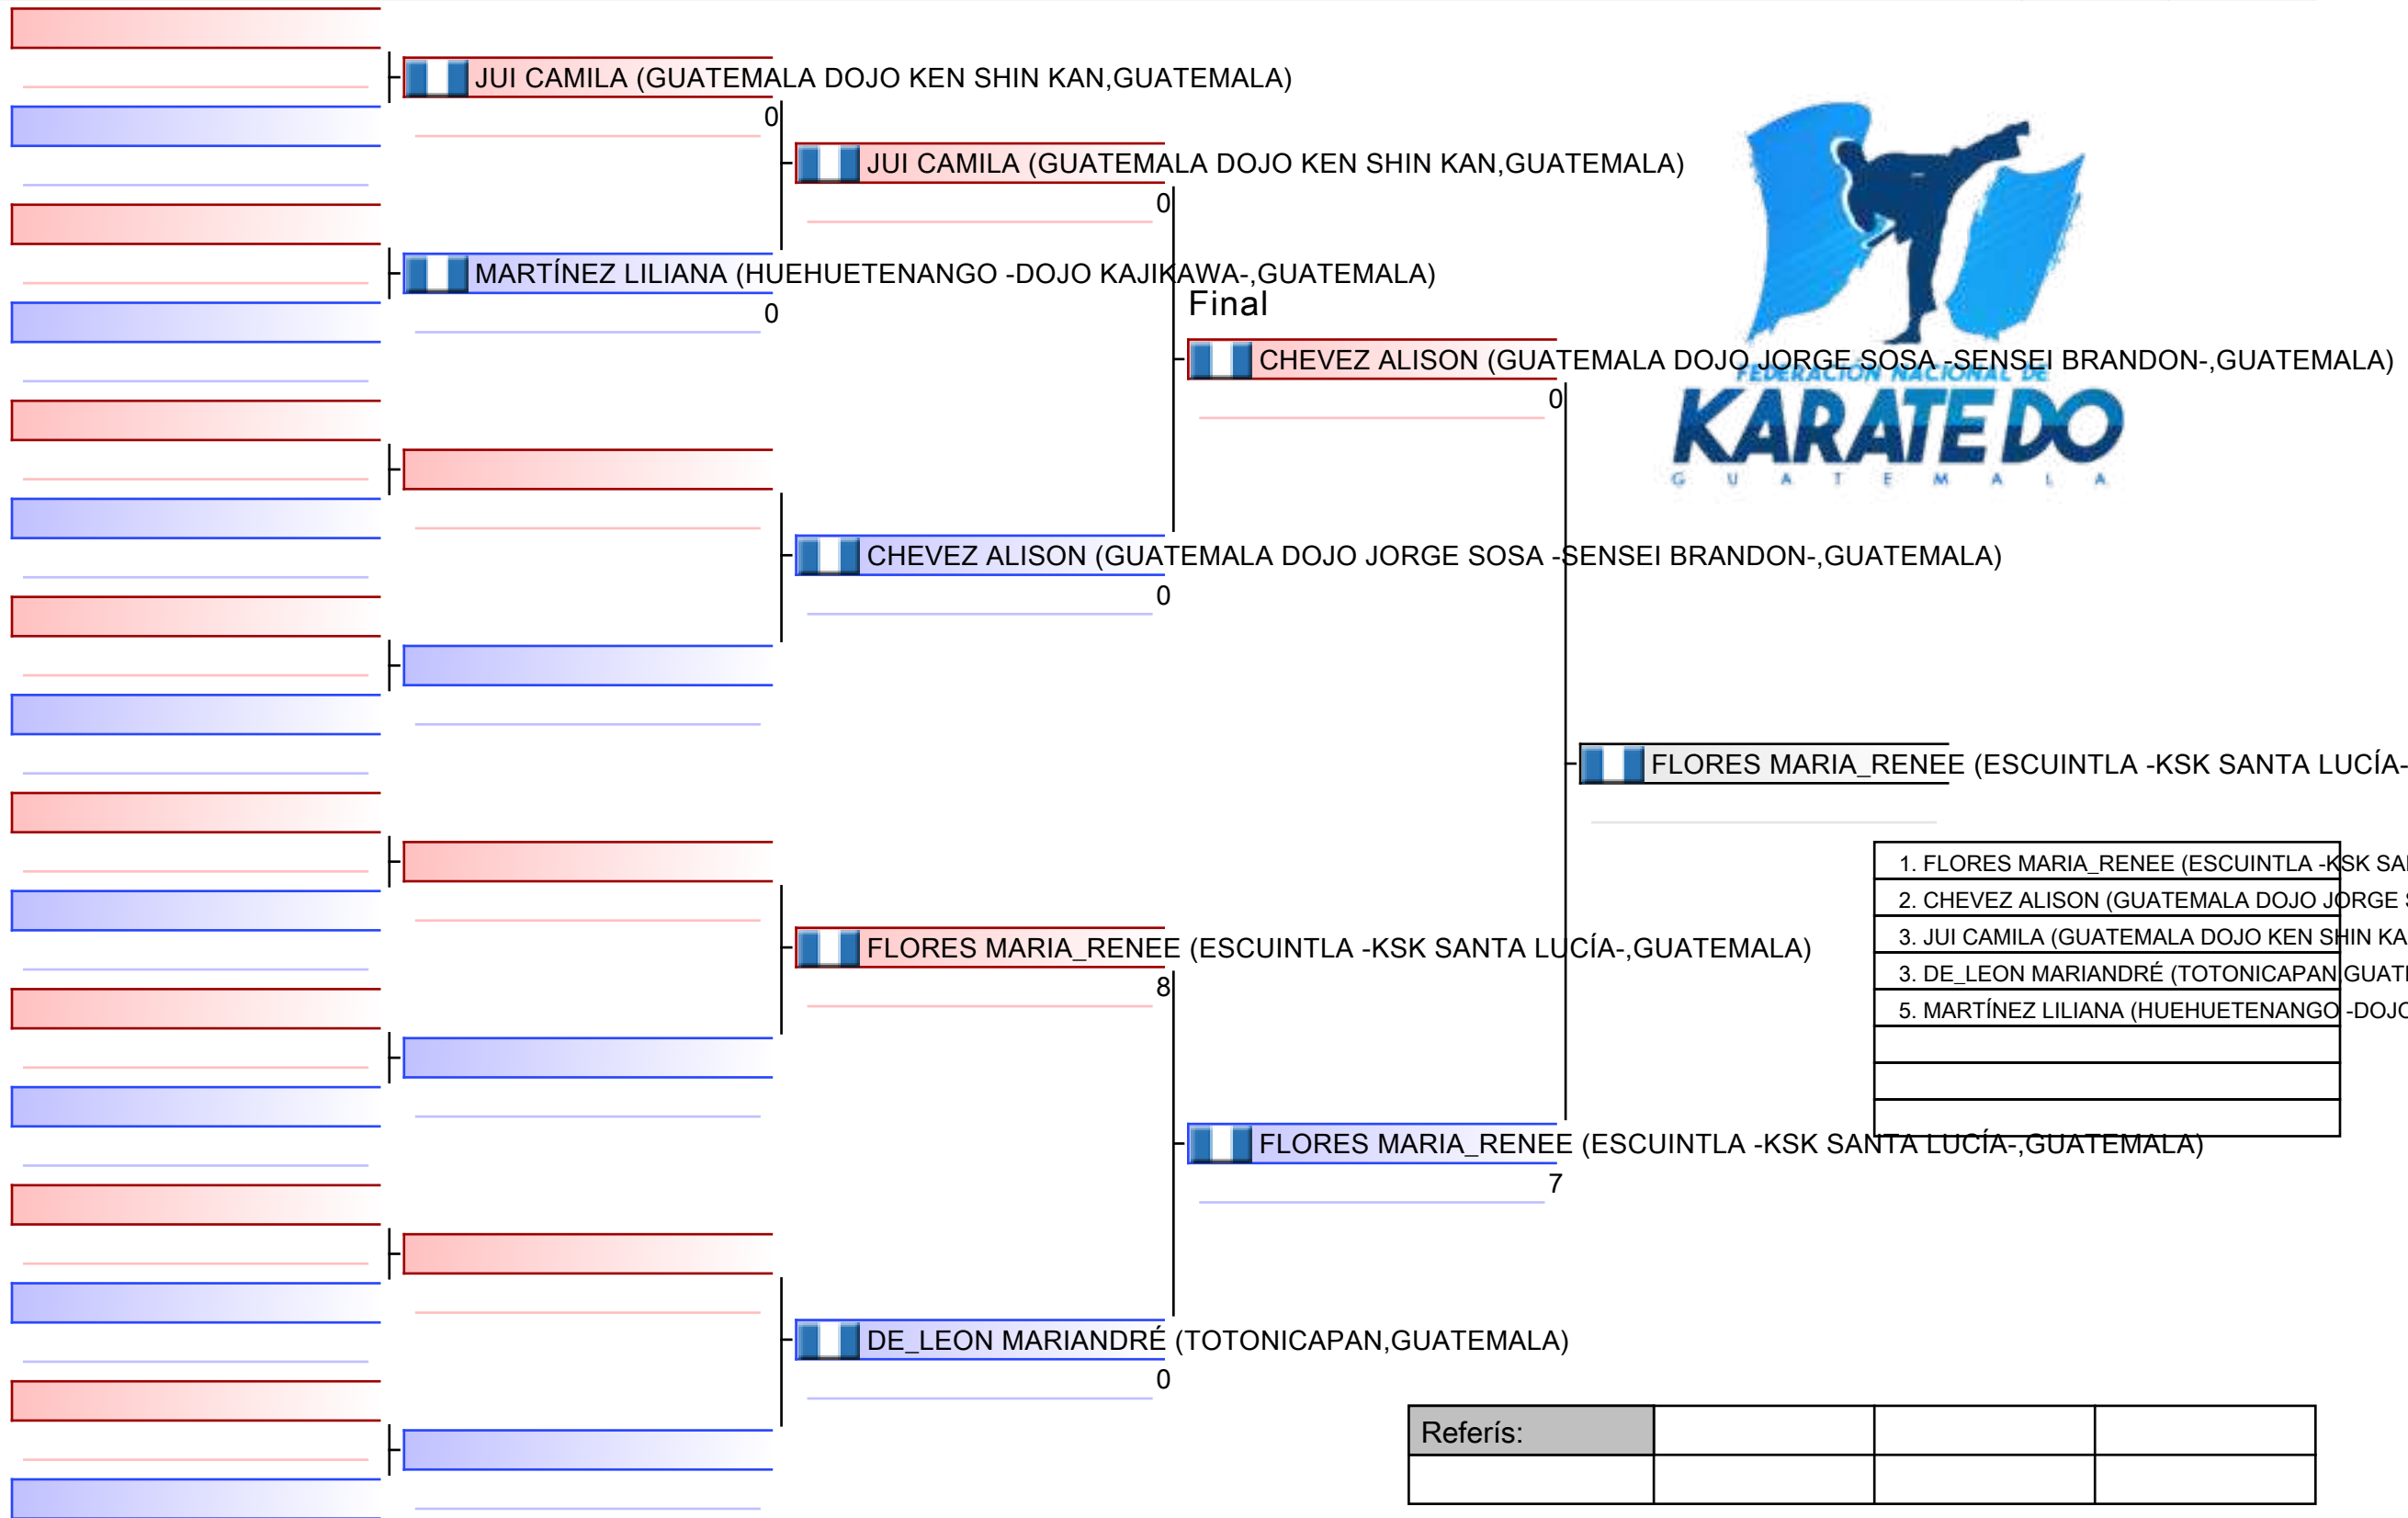 JUI CAMILA (GUATEMALA DOJO KEN SHIN KAN,GUATEMALA)
0
JUI CAMILA (GUATEMALA DOJO KEN SHIN KAN,GUATEMALA)
0
MARTÍNEZ LILIANA (HUEHUETENANGO -DOJO KAJIKAWA-,GUATEMALA)
0
Final
CHEVEZ ALISON (GUATEMALA DOJO JORGE SOSA -SENSEI BRANDON-,GUATEMALA)
0
FEDERACIÓN NACIONAL DE
KARATE DO
GUATEMALA
CHEVEZ ALISON (GUATEMALA DOJO JORGE SOSA -SENSEI BRANDON-,GUATEMALA)
0
FLORES MARIA_RENEE (ESCUINTLA -KSK SANTA LUCÍA-
1. FLORES MARIA_RENEE (ESCUINTLA -KSK SA
2. CHEVEZ ALISON (GUATEMALA DOJO JORGE
3. JUI CAMILA (GUATEMALA DOJO KEN SHIN KA
3. DE_LEON MARIANDRÉ (TOTONICAPAN,GUAT
5. MARTÍNEZ LILIANA (HUEHUETENANGO -DOJO
FLORES MARIA_RENEE (ESCUINTLA -KSK SANTA LUCÍA-,GUATEMALA)
8
FLORES MARIA_RENEE (ESCUINTLA -KSK SANTA LUCÍA-,GUATEMALA)
7
DE_LEON MARIANDRÉ (TOTONICAPAN,GUATEMALA)
0
Referís: